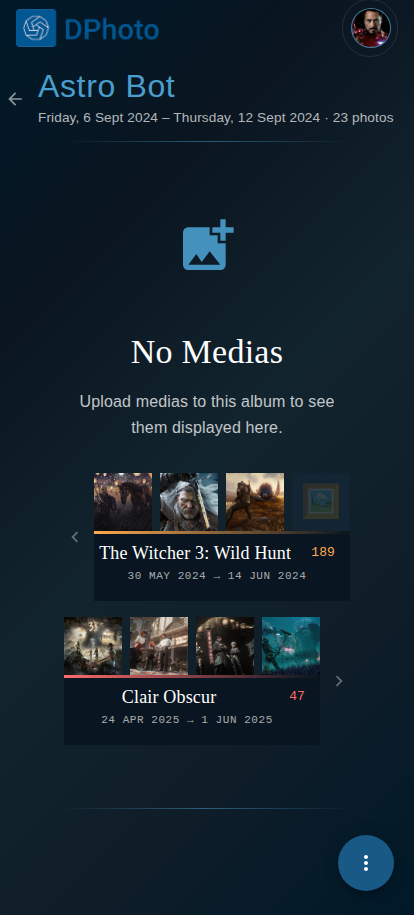 DPhoto
Astro Bot
Friday, 6 Sept 2024 – Thursday, 12 Sept 2024 · 23 photos
No Medias
Upload medias to this album to see
them displayed here.
The Witcher 3: Wild Hunt 189
30 MAY 2024 → 14 JUN 2024
Clair Obscur 47
24 APR 2025 → 1 JUN 2025